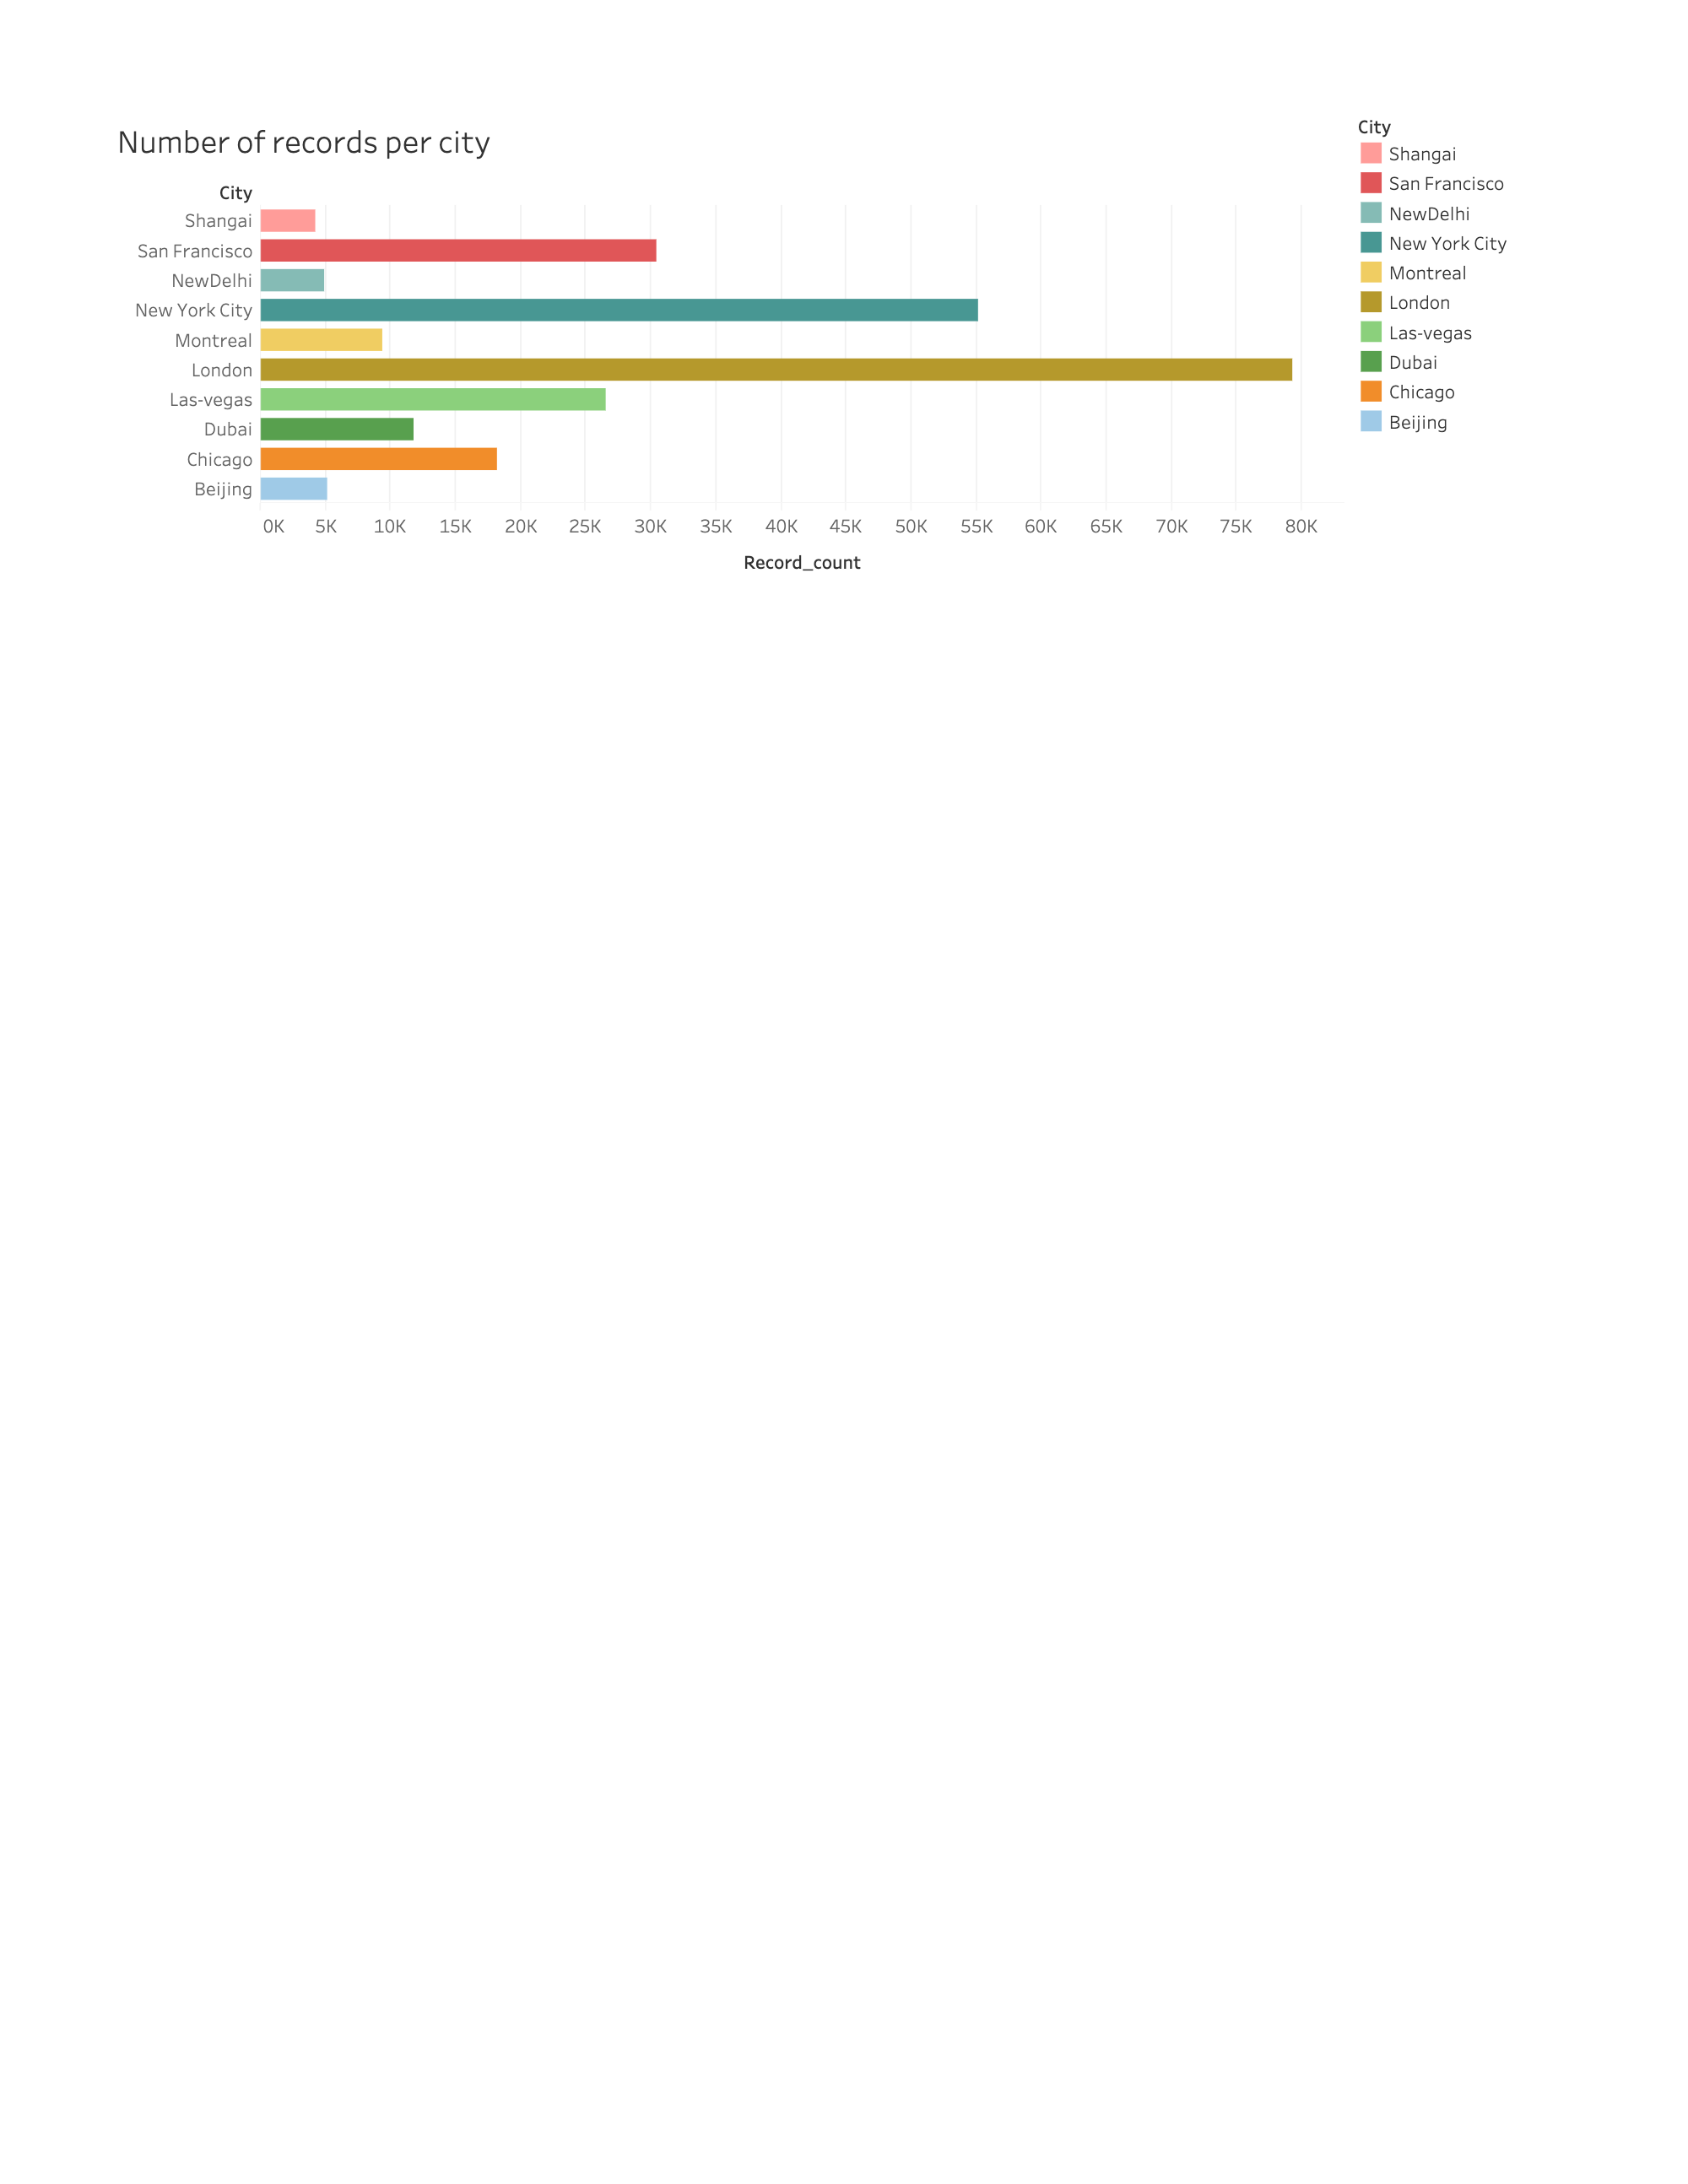 Number of records per city
City
Shangai
San Francisco
NewDelhi
New York City
Montreal
London
Las-vegas
Dubai
Chicago
Beijing
0K 5K 10K 15K 20K 25K 30K 35K 40K 45K 50K 55K 60K 65K 70K 75K 80K
Record_count
City
Shangai
San Francisco
NewDelhi
New York City
Montreal
London
Las-vegas
Dubai
Chicago
Beijing